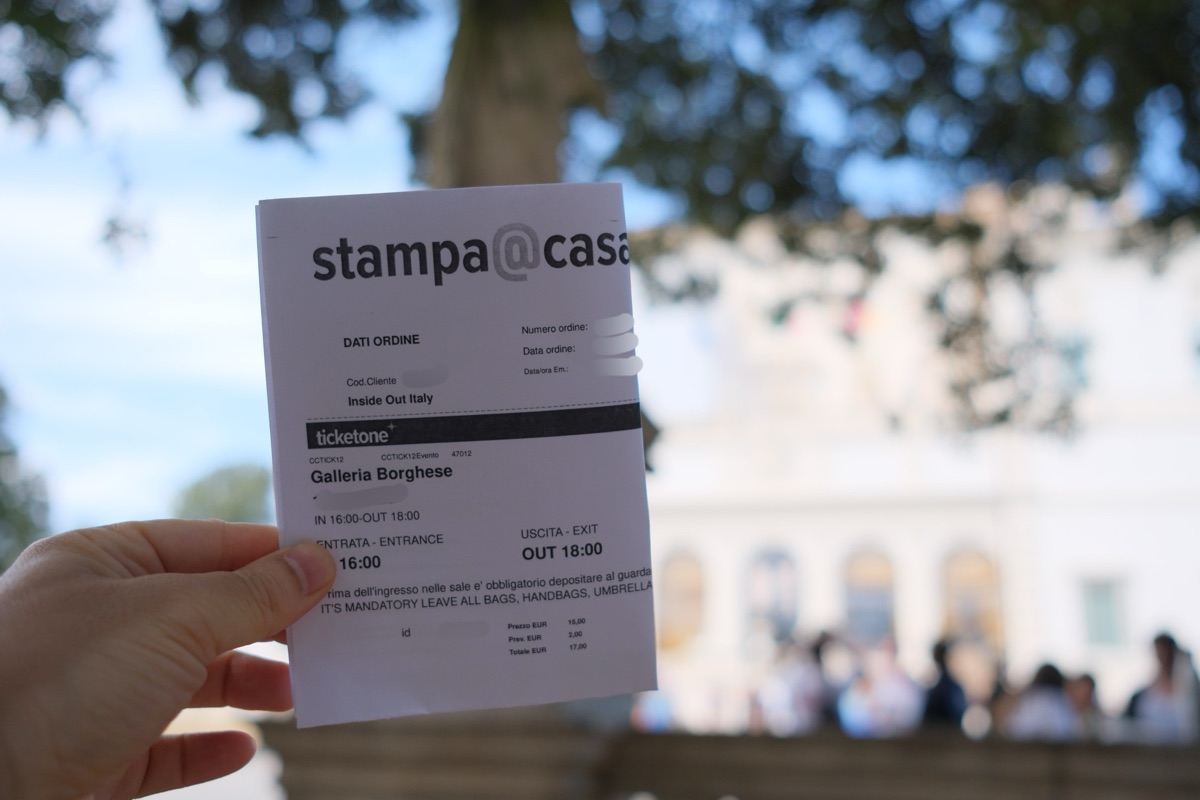 stampa@casa
DATI ORDINE
Numero ordine:
Data ordine:
Data/ora Em.:
Cod.Cliente
Inside Out Italy
ticketone
CCTICK12 CCTICK12Evento 47012
Galleria Borghese
IN 16:00-OUT 18:00
ENTRATA - ENTRANCE USCITA - EXIT
16:00 OUT 18:00
rima dell'ingresso nelle sale e' obbligatorio depositare al guarda
IT'S MANDATORY LEAVE ALL BAGS, HANDBAGS, UMBRELLA
id
Prezzo EUR 15,00
Prev. EUR 2,00
Totale EUR 17,00